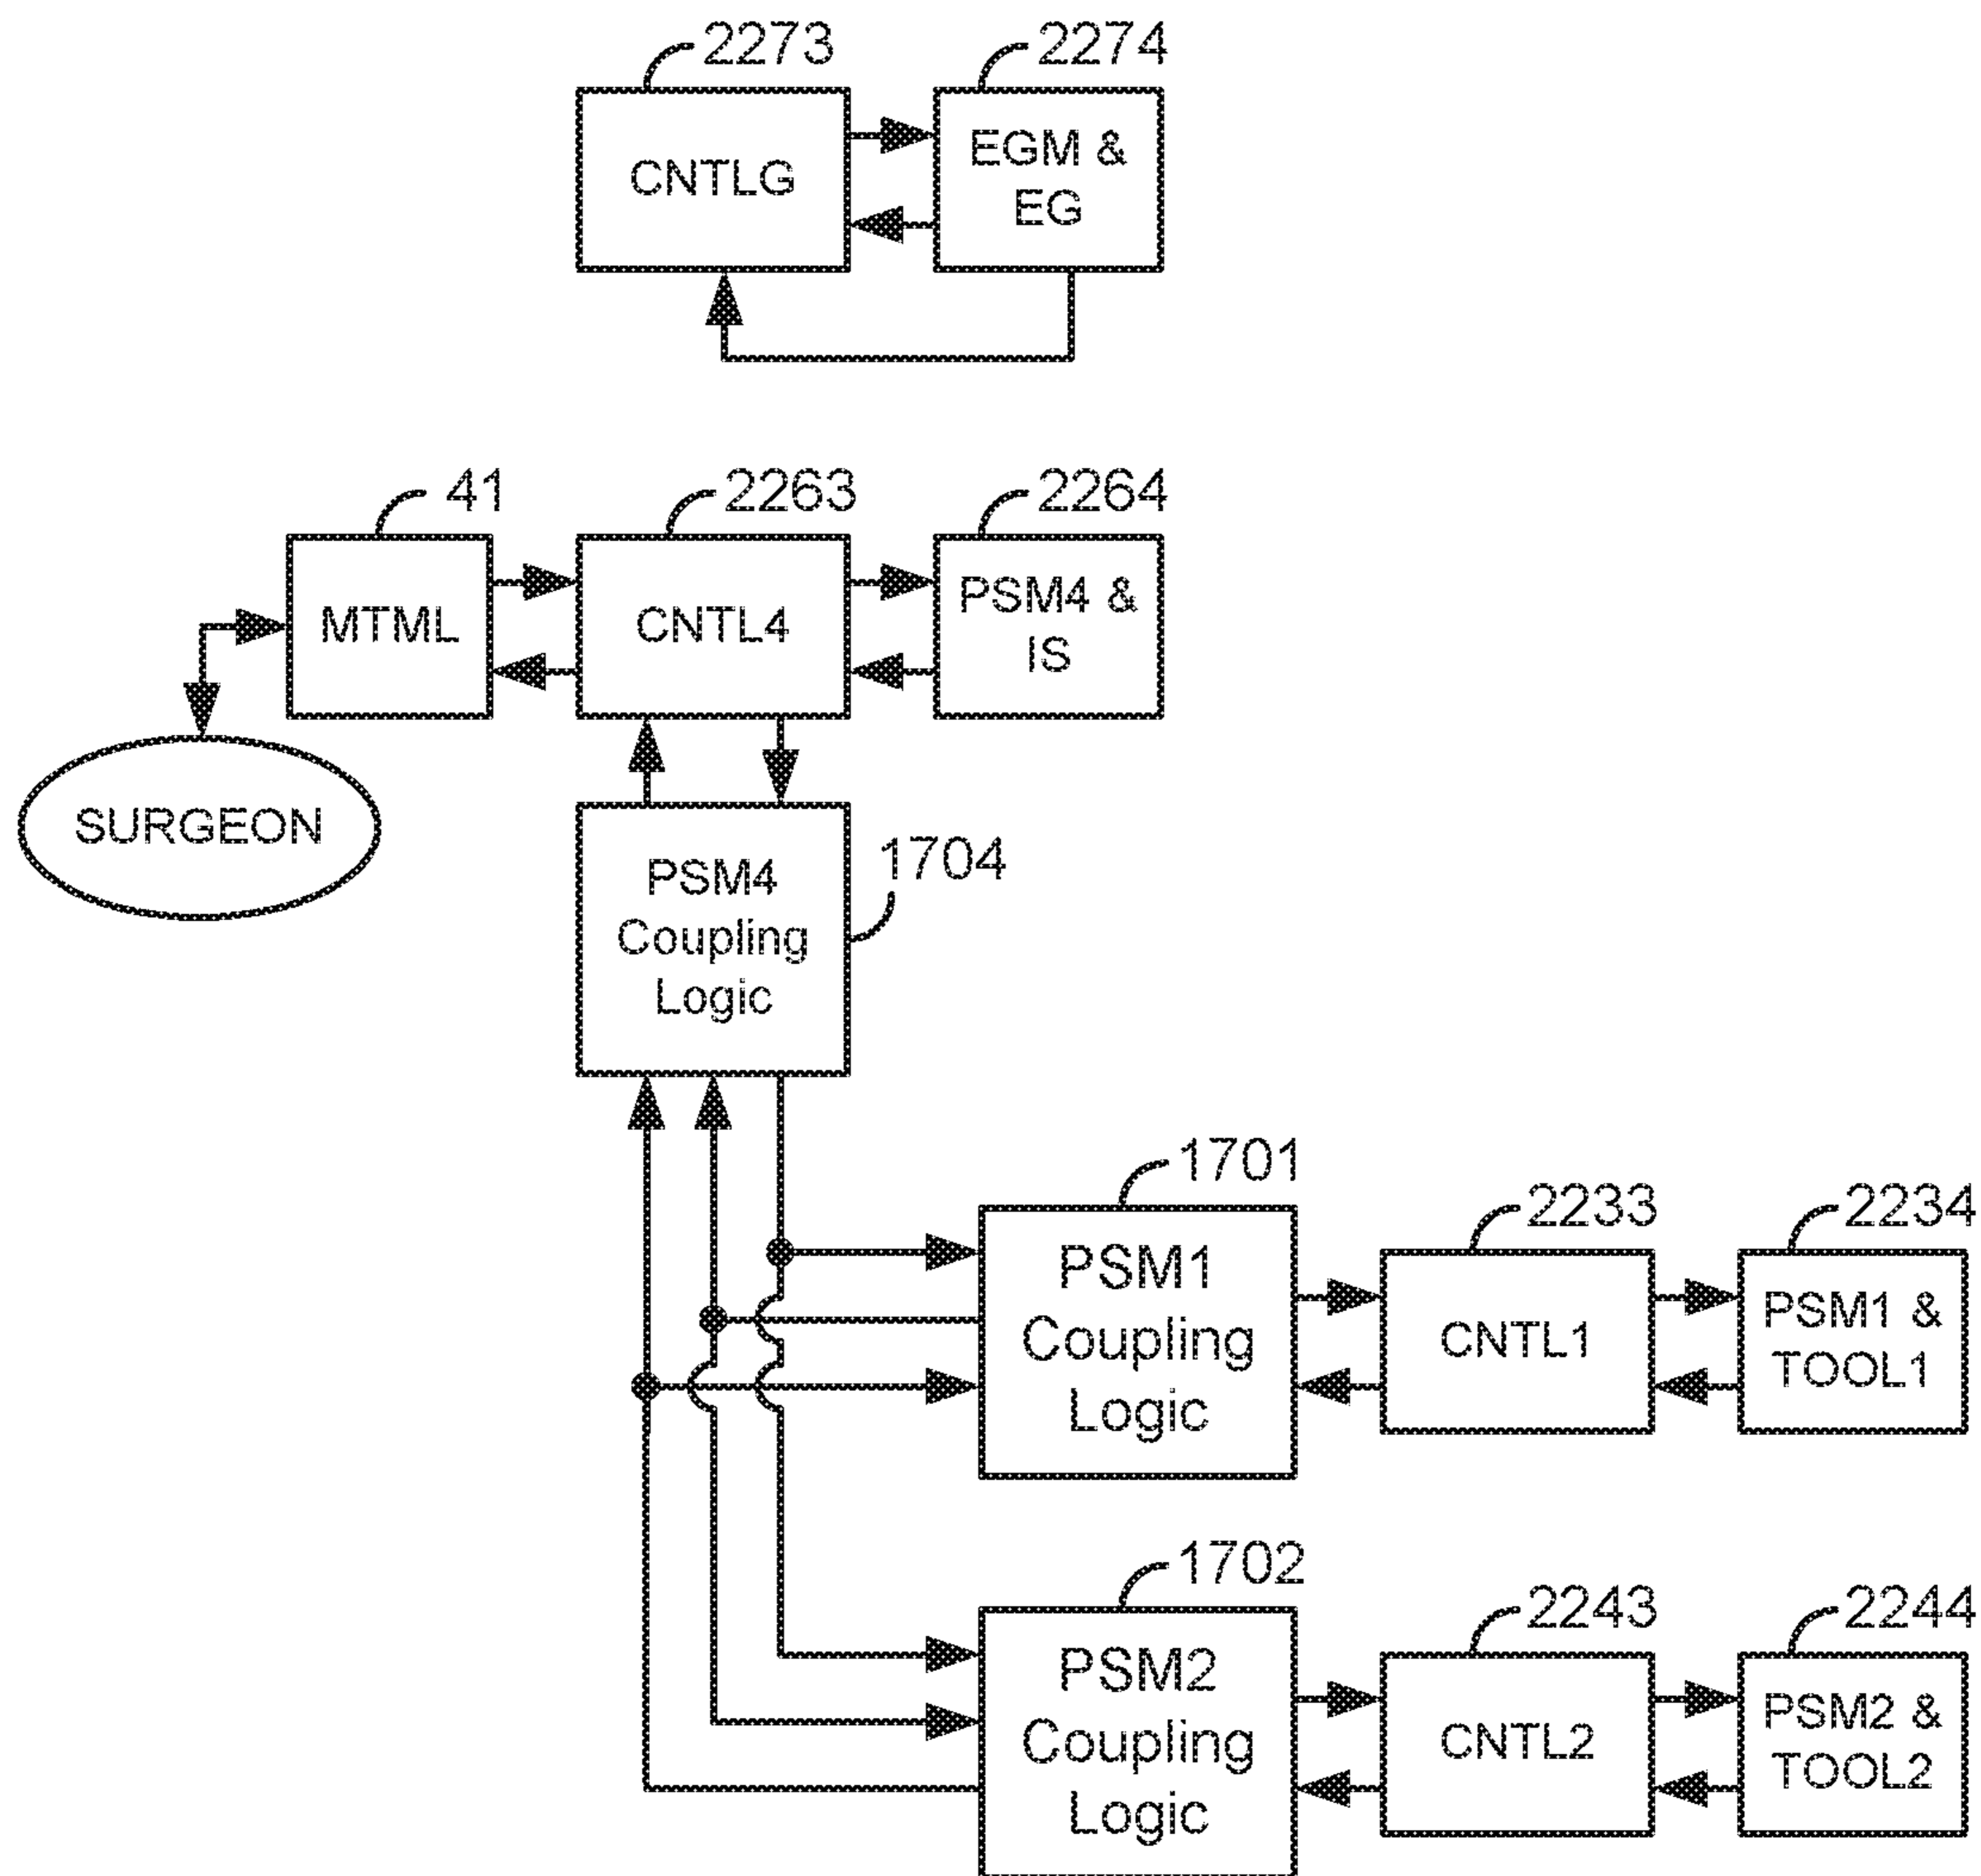 2273
2274
CNTLG
EGM &
EG
41
2263
2264
MTML
CNTL4
PSM4 &
IS
SURGEON
PSM4
Coupling
Logic
1704
1701
2233
2234
PSM1
Coupling
Logic
CNTL1
PSM1 &
TOOL1
1702
2243
2244
PSM2
Coupling
Logic
CNTL2
PSM2 &
TOOL2